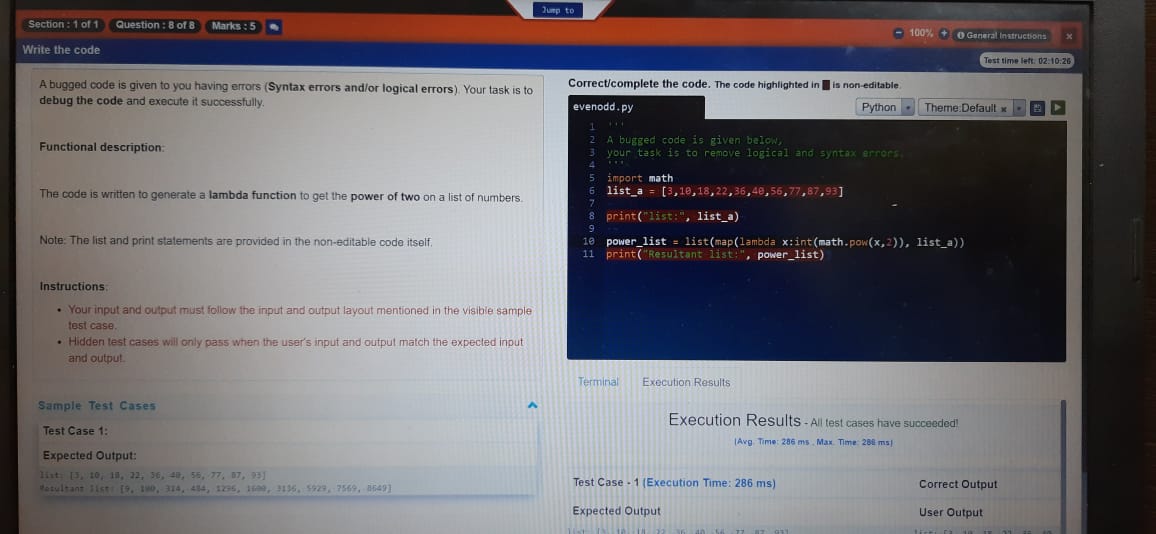 Jump to
Section : 1 of 1 Question : 8 of 8 Marks : 5
100% General Instructions x
Write the code
Test time left: 02:10:26
A bugged code is given to you having errors (Syntax errors and/or logical errors). Your task is to
debug the code and execute it successfully.
Functional description:
The code is written to generate a lambda function to get the power of two on a list of numbers.
Note: The list and print statements are provided in the non-editable code itself.
Instructions:
• Your input and output must follow the input and output layout mentioned in the visible sample
test case.
• Hidden test cases will only pass when the user's input and output match the expected input
and output.
Sample Test Cases
Test Case 1:
Expected Output:
list: [3, 10, 18, 22, 36, 40, 56, 77, 87, 93]
Resultant list: [9, 100, 324, 484, 1296, 1600, 3136, 5929, 7569, 8649]
Correct/complete the code. The code highlighted in is non-editable.
evenodd.py
Python Theme:Default x
1 '''
2 A bugged code is given below,
3 your task is to remove logical and syntax errors.
4 '''
5 import math
6 list_a = [3,10,18,22,36,40,56,77,87,93]
7
8 print("list:", list_a)
9
10 power_list = list(map(lambda x:int(math.pow(x,2)), list_a))
11 print("Resultant list:", power_list)
Terminal Execution Results
Execution Results - All test cases have succeeded!
(Avg. Time: 286 ms , Max. Time: 286 ms)
Test Case - 1 (Execution Time: 286 ms) Correct Output
Expected Output User Output